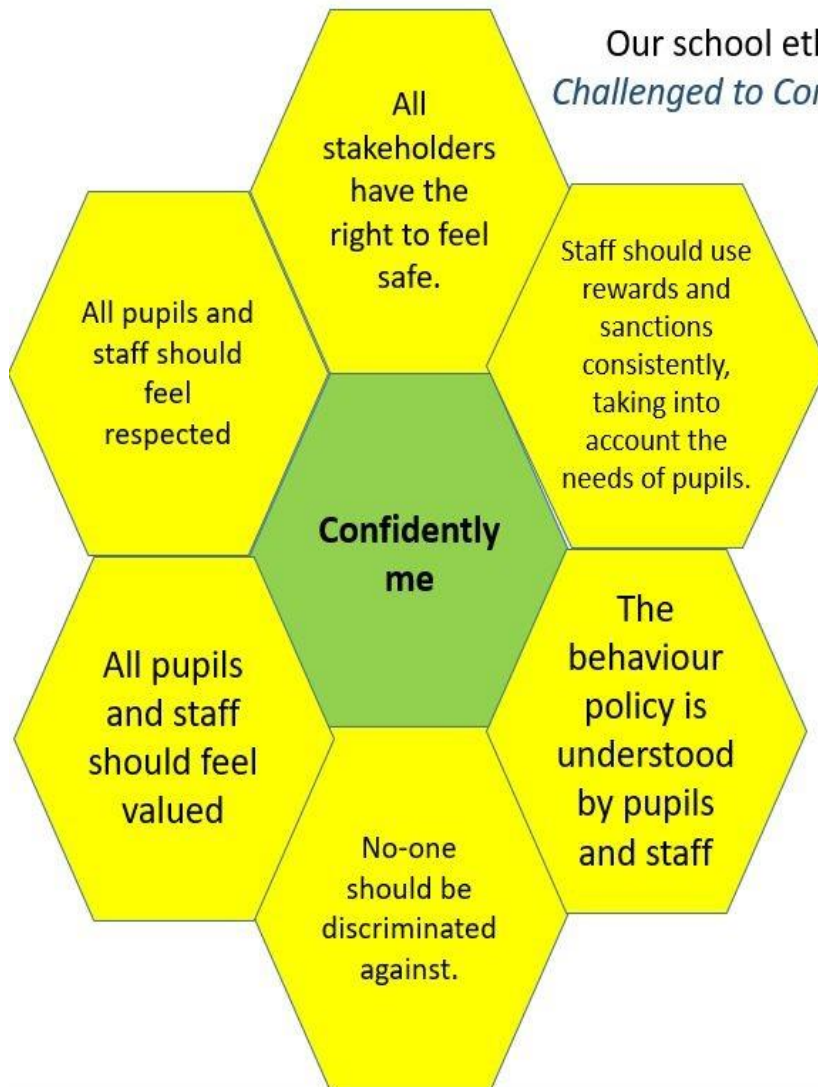 Our school
Challenged to
All
stakeholders
have the
right to feel
safe.
Staff should use
rewards and
sanctions
consistently,
taking into
account the
needs of pupils.
All pupils and
staff should
feel
respected
Confidently
me
The
behaviour
policy is
understood
by pupils
and staff
All pupils
and staff
should feel
valued
No-one
should be
discriminated
against.